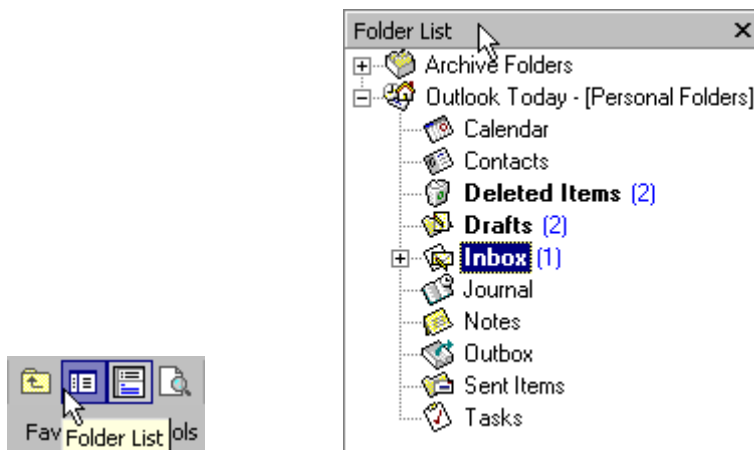 Folder List
Archive Folders
Outlook Today - [Personal Folders]
Calendar
Contacts
Deleted Items (2)
Drafts (2)
Inbox (1)
Journal
Notes
Outbox
Sent Items
Tasks
Fav ols
Folder List